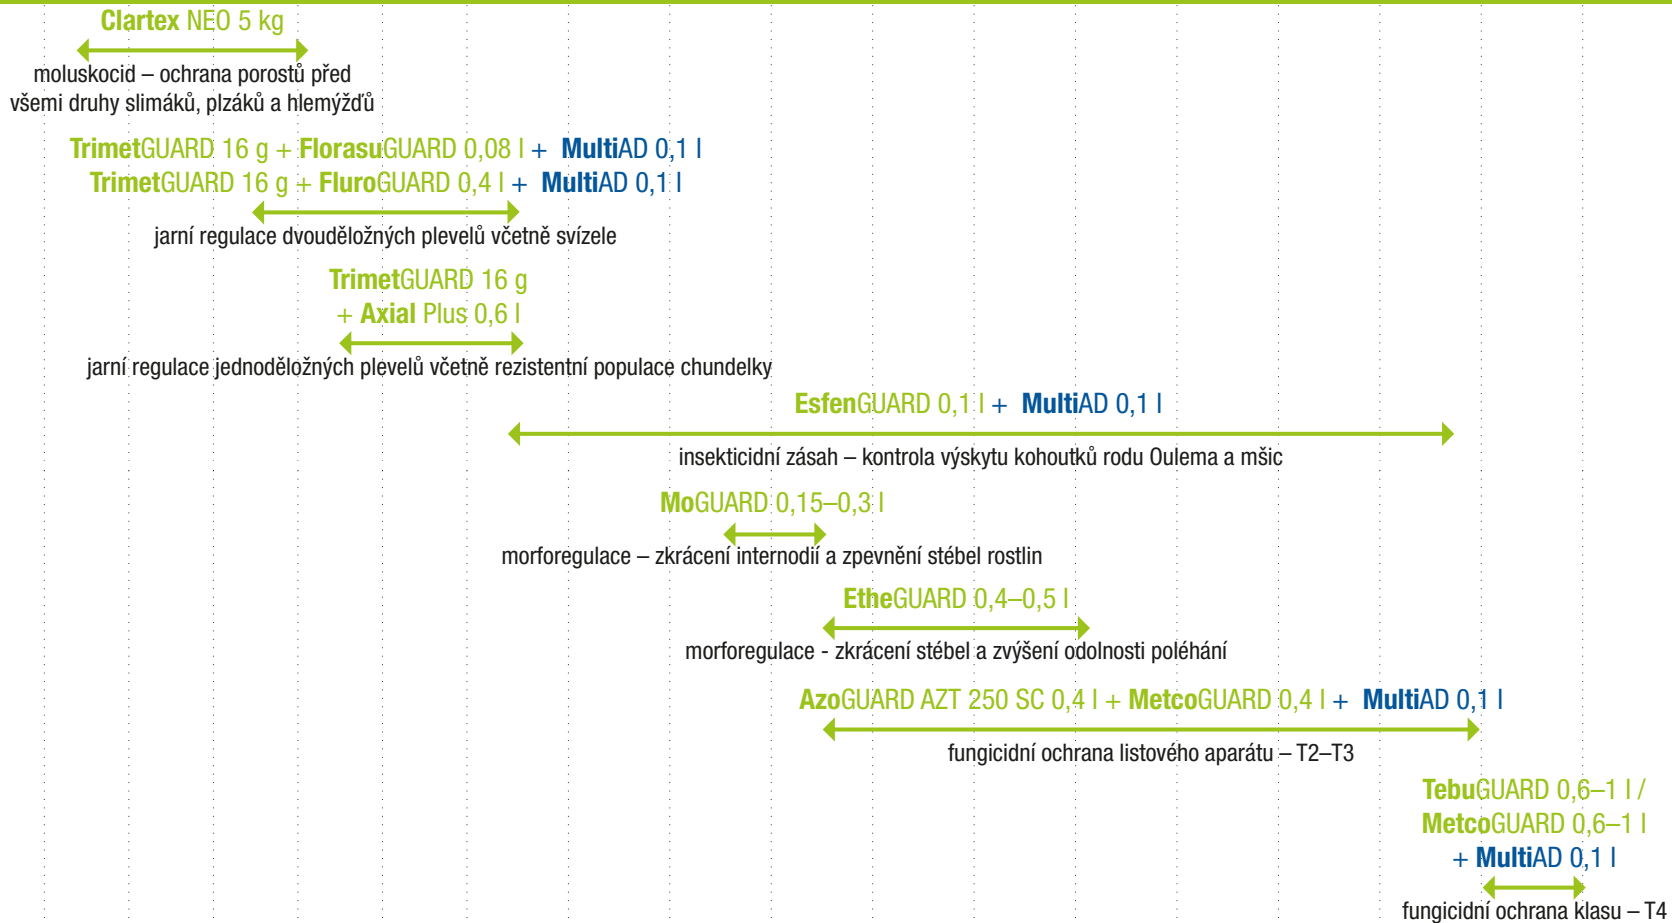 Clartex NEO 5 kg
moluskocid – ochrana porostů před
všemi druhy slimáků, plzáků a hlemýžďů
TrimetGUARD 16 g + FlorasuGUARD 0,08 l + MultiAD 0,1 l
TrimetGUARD 16 g + FluroGUARD 0,4 l + MultiAD 0,1 l
jarní regulace dvouděložných plevelů včetně svízele
TrimetGUARD 16 g
+ Axial Plus 0,6 l
jarní regulace jednoděložných plevelů včetně rezistentní populace chundelky
EsfenGUARD 0,1 l + MultiAD 0,1 l
insekticidní zásah – kontrola výskytu kohoutků rodu Oulema a mšic
MoGUARD 0,15–0,3 l
morforegulace – zkrácení internodií a zpevnění stébel rostlin
EtheGUARD 0,4–0,5 l
morforegulace - zkrácení stébel a zvýšení odolnosti poléhání
AzoGUARD AZT 250 SC 0,4 l + MetcoGUARD 0,4 l + MultiAD 0,1 l
fungicidní ochrana listového aparátu – T2–T3
TebuGUARD 0,6–1 l /
MetcoGUARD 0,6–1 l
+ MultiAD 0,1 l
fungicidní ochrana klasu – T4